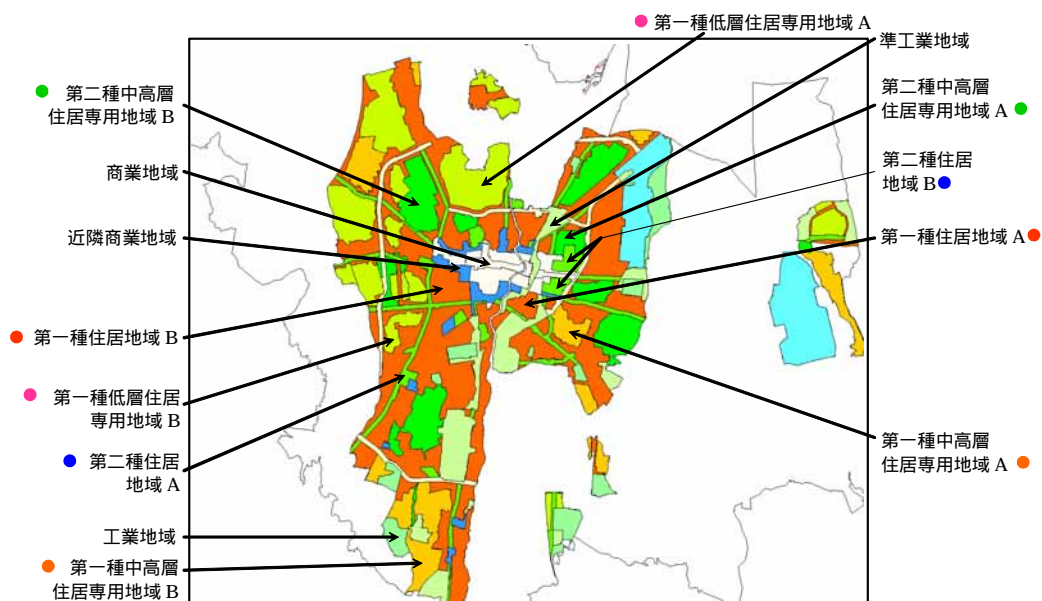 第一種低層住居専用地域 A
準工業地域
第二種中高層
住居専用地域 A
第二種住居
地域 B
第一種住居地域 A
第一種中高層
住居専用地域 A
第二種中高層
住居専用地域 B
商業地域
近隣商業地域
第一種住居地域 B
第一種低層住居
専用地域 B
第二種住居
地域 A
工業地域
第一種中高層
住居専用地域 B